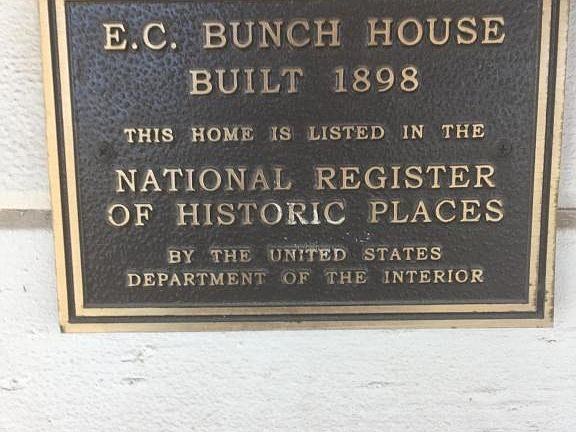 E.C. BUNCH HOUSE
BUILT 1898
THIS HOME IS LISTED IN THE
NATIONAL REGISTER
OF HISTORIC PLACES
BY THE UNITED STATES
DEPARTMENT OF THE INTERIOR